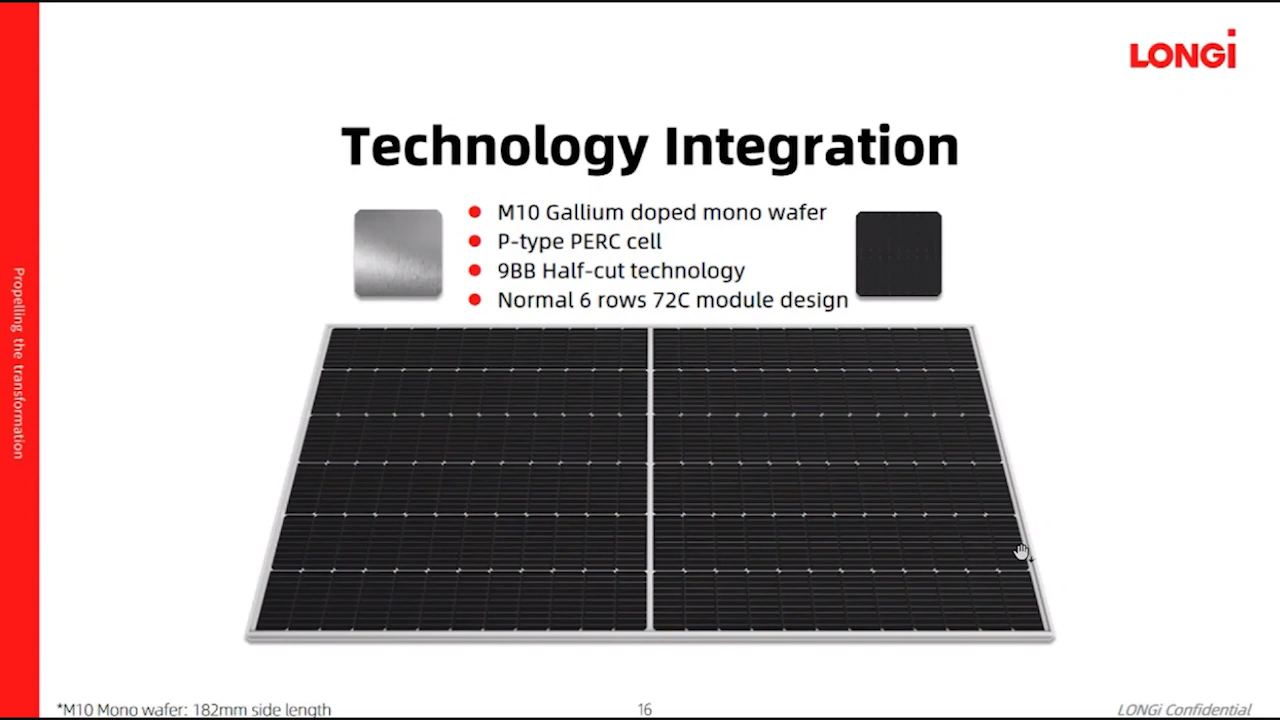 LONGi
Technology Integration
M10 Gallium doped mono wafer
P-type PERC cell
9BB Half-cut technology
Normal 6 rows 72C module design
Propelling the transformation
*M10 Mono wafer: 182mm side length
16
LONGi Confidential